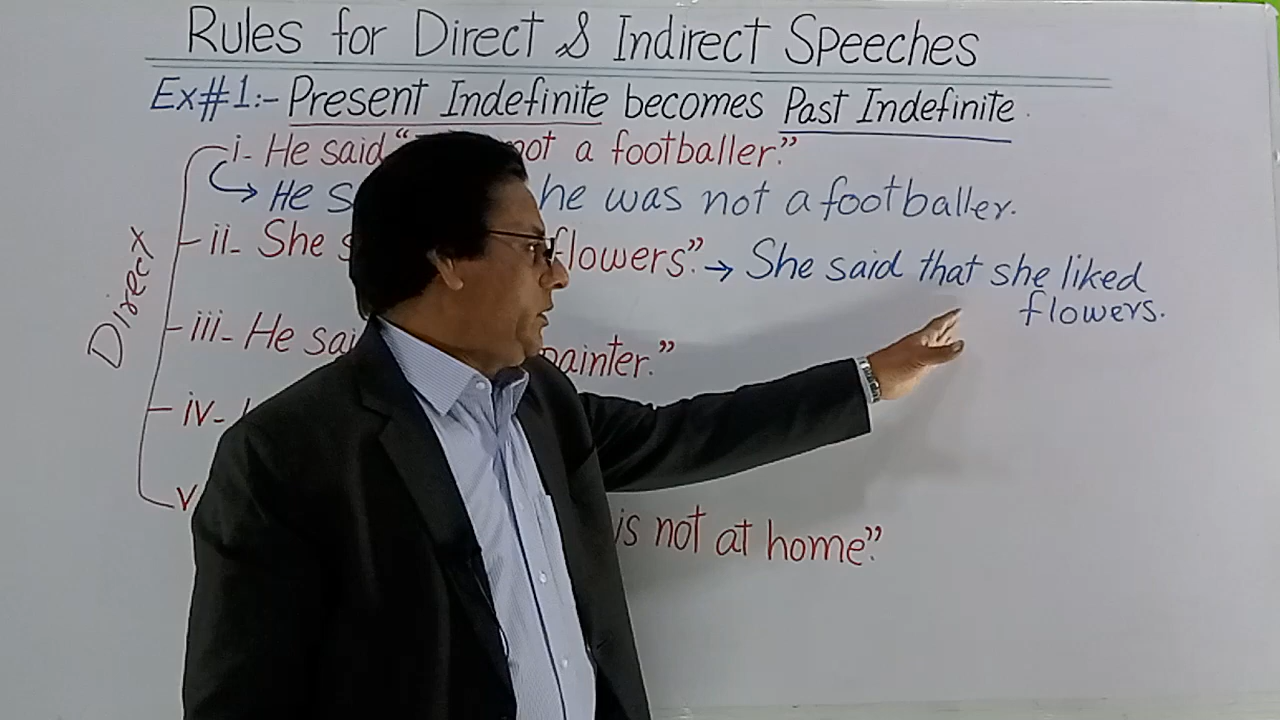 Rules for Direct & Indirect Speeches
Ex#1:- Present Indefinite becomes Past Indefinite.
i- He said “ not a footballer.”
He he was not a footballer.
ii- She flowers.” → She said that she liked
flowers.
Direct
iii- He painter.”
iv-
v
is not at home.”